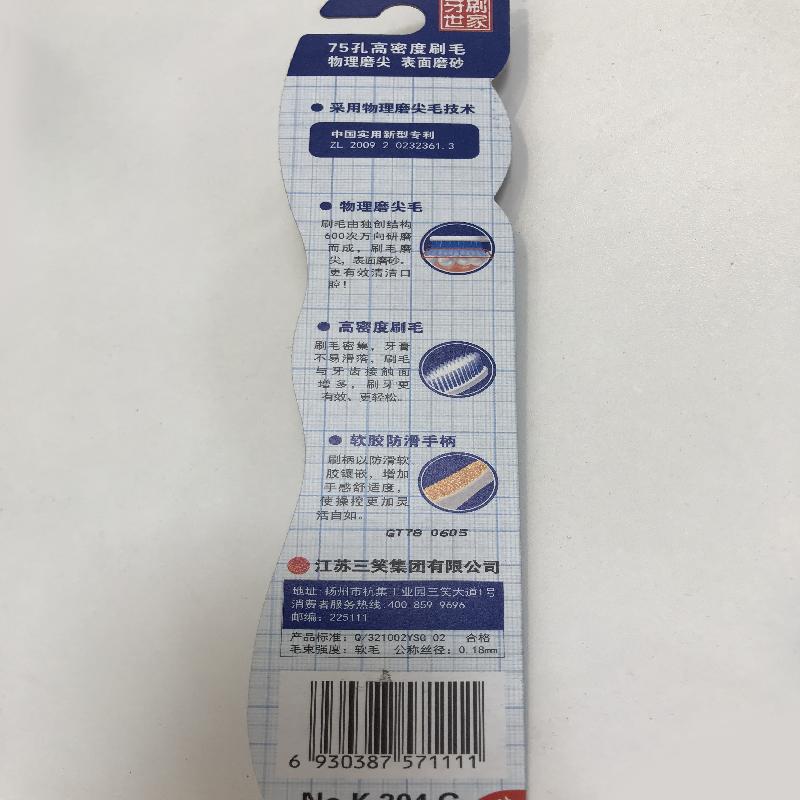 牙刷
世家
75孔高密度刷毛
物理磨尖 表面磨砂
● 采用物理磨尖毛技术
中国实用新型专利
ZL 2009 2 0232361.3
● 物理磨尖毛
刷毛由独创结构
600次万向研磨
而成，刷毛磨
尖，表面磨砂。
更有效清洁口
腔！
● 高密度刷毛
刷毛密集，牙膏
不易滑落，刷毛
与牙齿接触面
增多，刷牙更
有效、更轻松。
● 软胶防滑手柄
刷柄以防滑软
胶镶嵌，增加
手感舒适度，
使操控更加灵
活自如。
GT78 0605
江苏三笑集团有限公司
地址:扬州市杭集工业园三笑大道1号
消费者服务热线:400 859 9696
邮编: 225111
产品标准: Q/321002YSG 02 合格
毛束强度: 软毛 公称丝径: 0.18mm
6 930387 571111